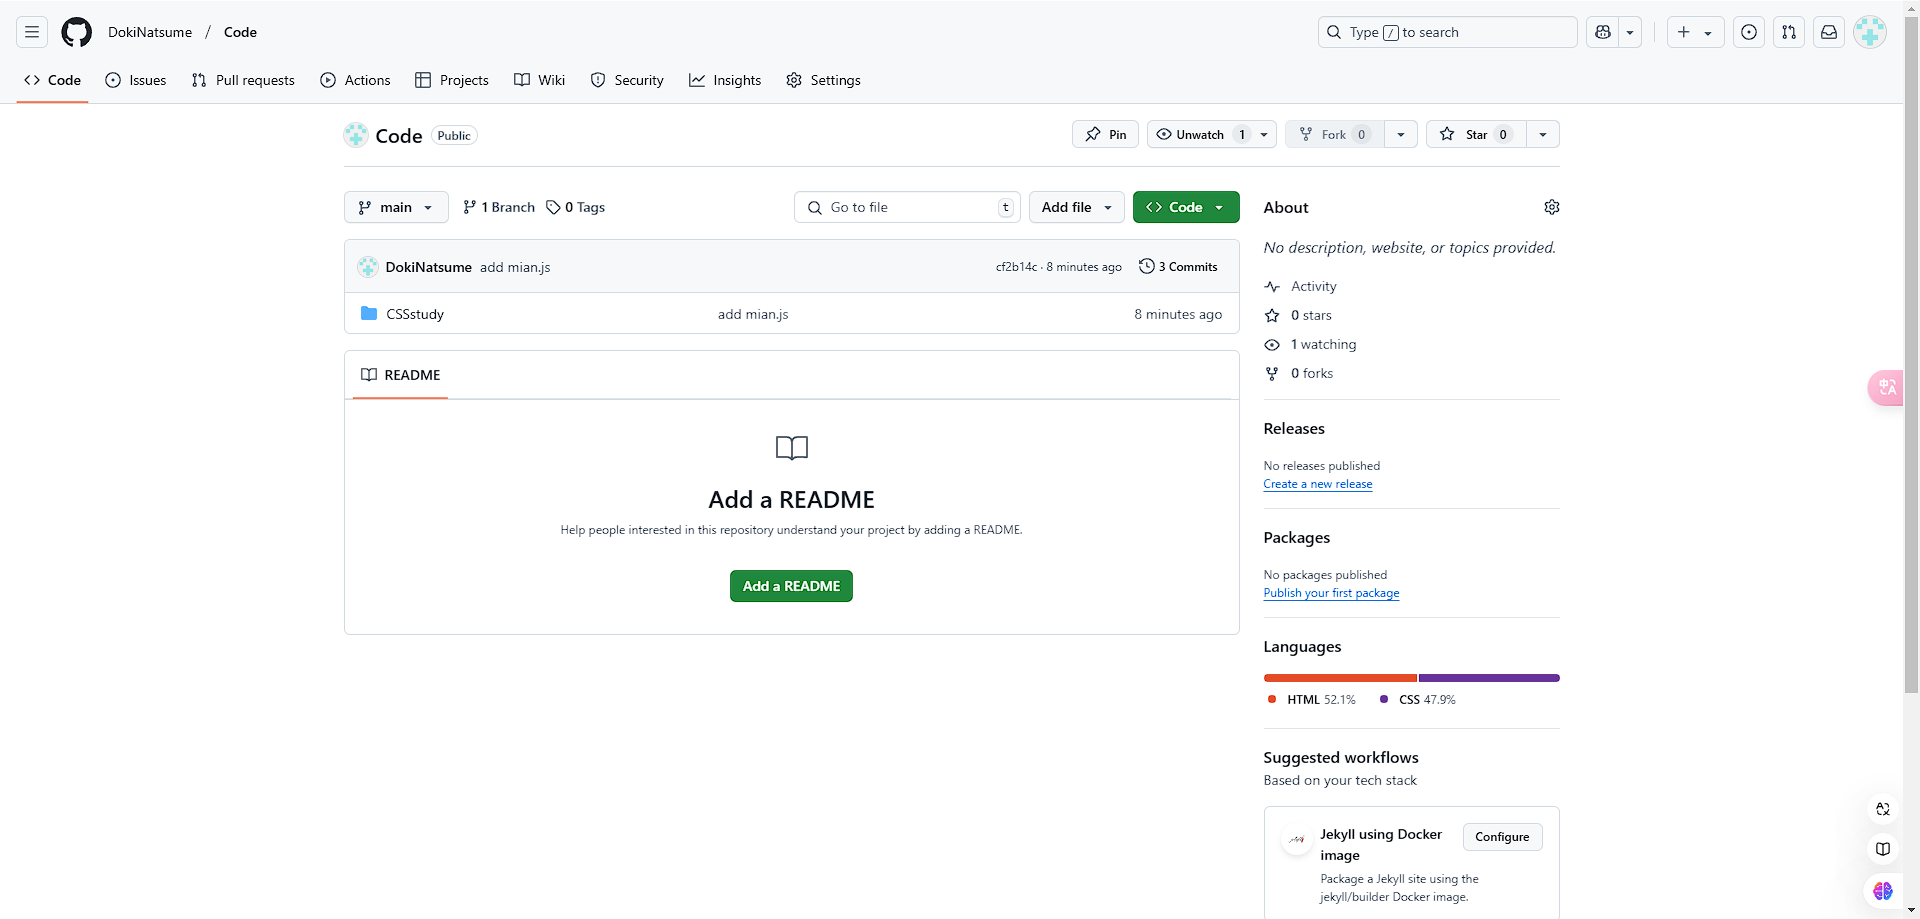 DokiNatsume / Code
Type / to search
Code Issues Pull requests Actions Projects Wiki Security Insights Settings
Code Public
Pin Unwatch 1 Fork 0 Star 0
main 1 Branch 0 Tags Go to file t Add file Code
DokiNatsume add mian.js cf2b14c · 8 minutes ago 3 Commits
CSSstudy add mian.js 8 minutes ago
README
Add a README
Help people interested in this repository understand your project by adding a README.
Add a README
About
No description, website, or topics provided.
Activity
0 stars
1 watching
0 forks
Releases
No releases published
Create a new release
Packages
No packages published
Publish your first package
Languages
HTML 52.1% CSS 47.9%
Suggested workflows
Based on your tech stack
Jekyll using Docker
image
Configure
Package a Jekyll site using the
jekyll/builder Docker image.